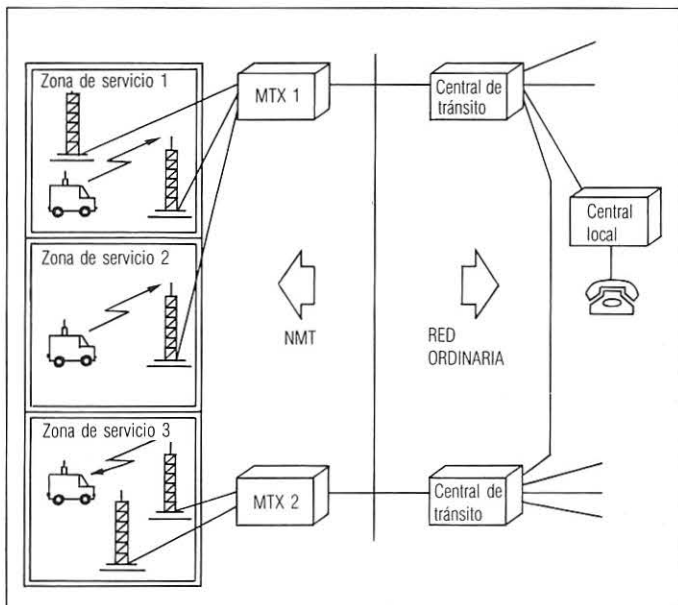 Zona de servicio 1
MTX 1
Central de
tránsito
Central
local
Zona de servicio 2
NMT
RED
ORDINARIA
Zona de servicio 3
MTX 2
Central de
tránsito